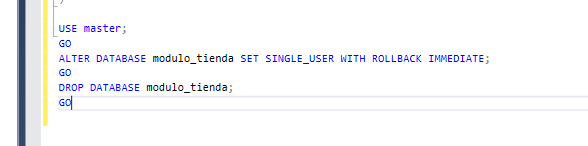 )
USE master;
GO
ALTER DATABASE modulo_tienda SET SINGLE_USER WITH ROLLBACK IMMEDIATE;
GO
DROP DATABASE modulo_tienda;
GO